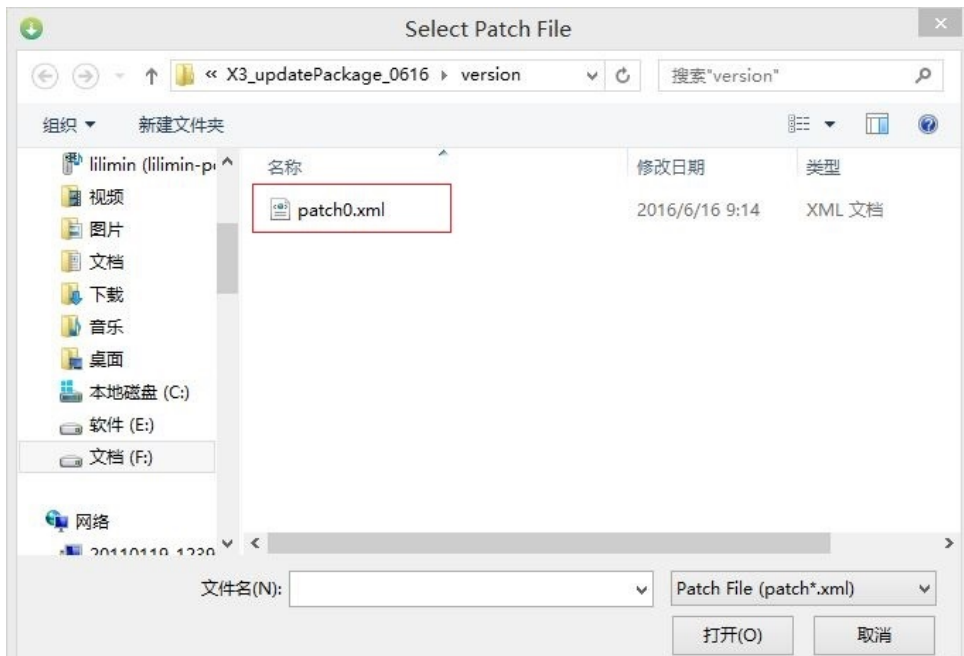 Select Patch File
« X3_updatePackage_0616 version
搜索"version"
组织 新建文件夹
名称 修改日期 类型
patch0.xml 2016/6/16 9:14 XML 文档
lilimin (lilimin-p
视频
图片
文档
下载
音乐
桌面
本地磁盘 (C:)
软件 (E:)
文档 (F:)
网络
20110119-1239
文件名(N):
Patch File (patch*.xml)
打开(O) 取消